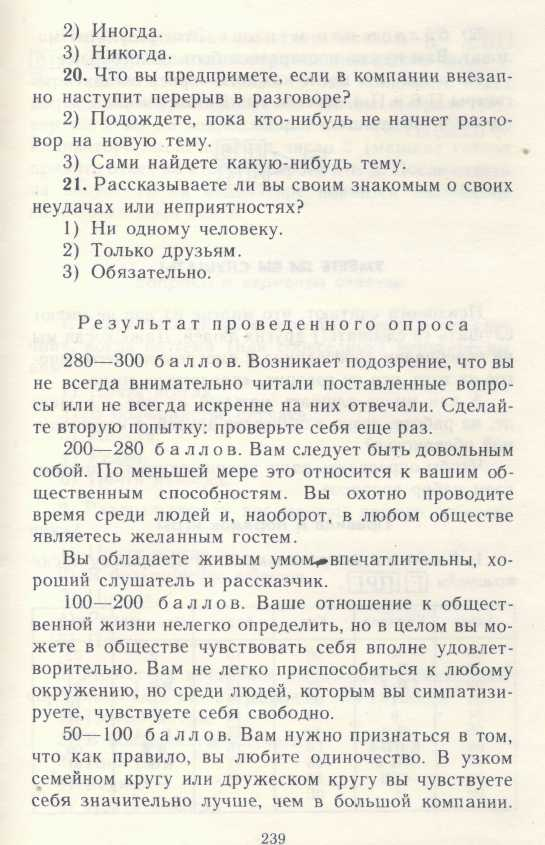 2) Иногда.
3) Никогда.
20. Что вы предпримете, если в компании внезап-
но наступит перерыв в разговоре?
2) Подождете, пока кто-нибудь не начнет разго-
вор на новую тему.
3) Сами найдете какую-нибудь тему.
21. Рассказываете ли вы своим знакомым о своих
неудачах или неприятностях?
1) Ни одному человеку.
2) Только друзьям.
3) Обязательно.
Результат проведенного опроса
280—300 баллов. Возникает подозрение, что вы
не всегда внимательно читали поставленные вопро-
сы или не всегда искренне на них отвечали. Сделай-
те вторую попытку: проверьте себя еще раз.
200—280 баллов. Вам следует быть довольным
собой. По меньшей мере это относится к вашим об-
щественным способностям. Вы охотно проводите
время среди людей и, наоборот, в любом обществе
являетесь желанным гостем.
Вы обладаете живым умом, впечатлительны, хо-
роший слушатель и рассказчик.
100—200 баллов. Ваше отношение к общест-
венной жизни нелегко определить, но в целом вы мо-
жете в обществе чувствовать себя вполне удовлет-
ворительно. Вам не легко приспособиться к любому
окружению, но среди людей, которым вы симпатизи-
руете, чувствуете себя свободно.
50—100 баллов. Вам нужно признаться в том,
что как правило, вы любите одиночество. В узком
семейном кругу или дружеском кругу вы чувствуете
себя значительно лучше, чем в большой компании.
239